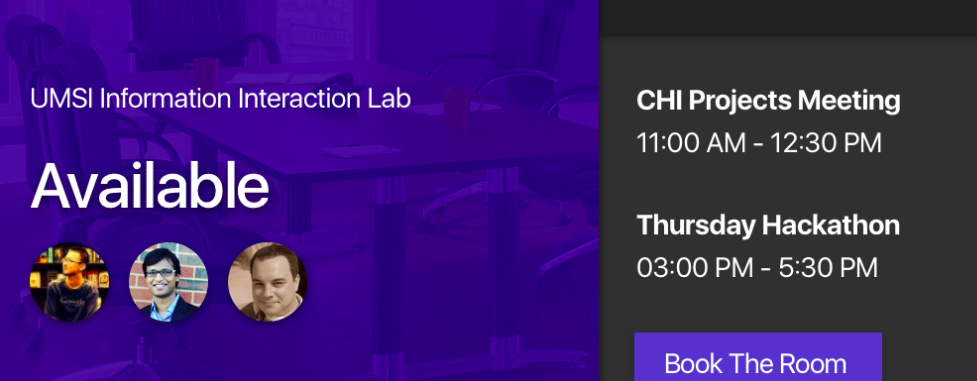 UMSI Information Interaction Lab
Available
CHI Projects Meeting
11:00 AM - 12:30 PM
Thursday Hackathon
03:00 PM - 5:30 PM
Book The Room